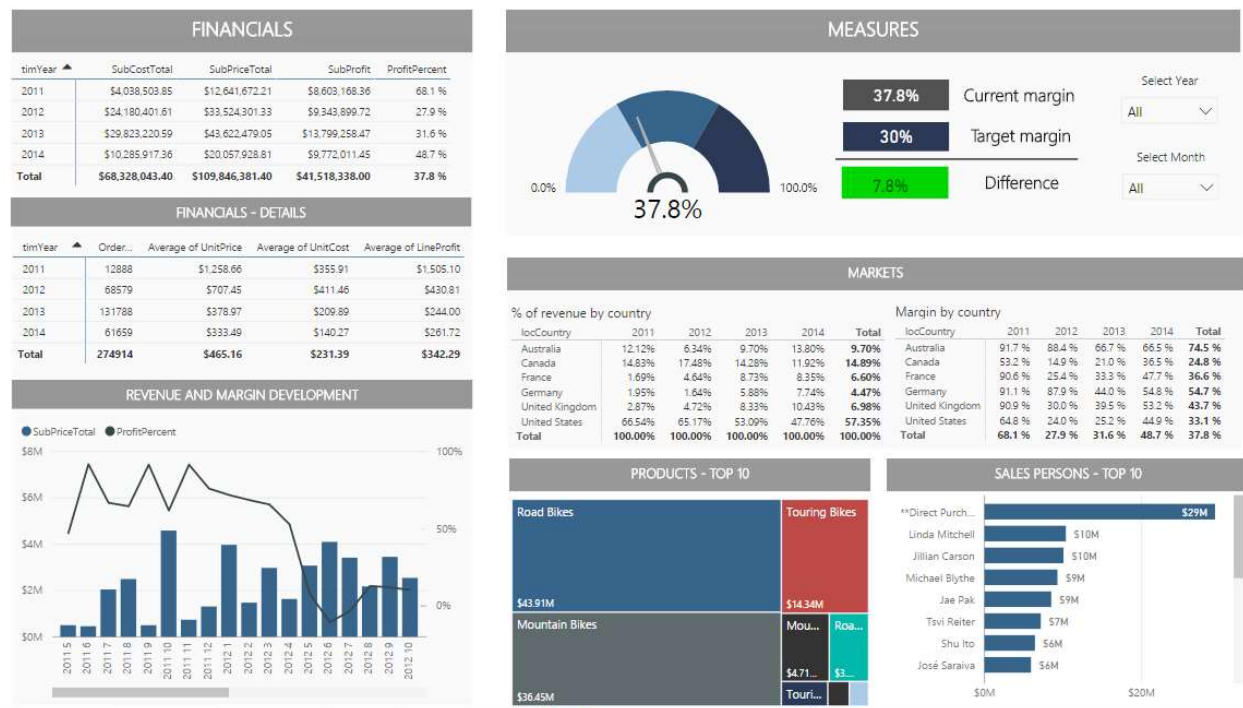 FINANCIALS
timYear SubCostTotal SubPriceTotal SubProfit ProfitPercent
2011 $4,038,503.85 $12,641,672.21 $8,603,168.36 68.1 %
2012 $24,180,401.61 $33,524,301.33 $9,343,899.72 27.9 %
2013 $29,823,220.59 $43,622,479.05 $13,799,258.47 31.6 %
2014 $10,285,917.36 $20,057,928.81 $9,772,011.45 48.7 %
Total $68,328,043.40 $109,846,381.40 $41,518,338.00 37.8 %
FINANCIALS - DETAILS
timYear Order... Average of UnitPrice Average of UnitCost Average of LineProfit
2011 12888 $1,258.66 $355.91 $1,505.10
2012 68579 $707.45 $411.46 $430.81
2013 131788 $378.97 $209.89 $244.00
2014 61659 $333.49 $140.27 $261.72
Total 274914 $465.16 $231.39 $342.29
REVENUE AND MARGIN DEVELOPMENT
SubPriceTotal ProfitPercent
$8M 100%
$6M
50%
$4M
$2M
0%
$0M
2011 5 2011 6 2011 7 2011 8 2011 9 2011 10 2011 11 2011 12 2012 1 2012 2 2012 3 2012 4 2012 5 2012 6 2012 7 2012 8 2012 9 2012 10
MEASURES
0.0% 100.0%
37.8%
37.8% Current margin
30% Target margin
7.8% Difference
Select Year
All
Select Month
All
MARKETS
% of revenue by country
locCountry 2011 2012 2013 2014 Total
Australia 12.12% 6.34% 9.70% 13.80% 9.70%
Canada 14.83% 17.48% 14.28% 11.92% 14.89%
France 1.69% 4.64% 8.73% 8.35% 6.60%
Germany 1.95% 1.64% 5.88% 7.74% 4.47%
United Kingdom 2.87% 4.72% 8.33% 10.43% 6.98%
United States 66.54% 65.17% 53.09% 47.76% 57.35%
Total 100.00% 100.00% 100.00% 100.00% 100.00%
Margin by country
locCountry 2011 2012 2013 2014 Total
Australia 91.7 % 88.4 % 66.7 % 66.5 % 74.5 %
Canada 53.2 % 14.9 % 21.0 % 36.5 % 24.8 %
France 90.6 % 25.4 % 33.3 % 47.7 % 36.6 %
Germany 91.1 % 87.9 % 44.0 % 54.8 % 54.7 %
United Kingdom 90.9 % 30.0 % 39.5 % 53.2 % 43.7 %
United States 64.8 % 24.0 % 25.2 % 44.9 % 33.1 %
Total 68.1 % 27.9 % 31.6 % 48.7 % 37.8 %
PRODUCTS - TOP 10
Road Bikes
$43.91M
Touring Bikes
$14.34M
Mountain Bikes
$36.45M
Mou...
$4.71...
Roa...
$3....
Touri...
SALES PERSONS - TOP 10
**Direct Purch... $29M
Linda Mitchell $10M
Jillian Carson $10M
Michael Blythe $9M
Jae Pak $9M
Tsvi Reiter $7M
Shu Ito $6M
José Saraiva $6M
$0M $20M